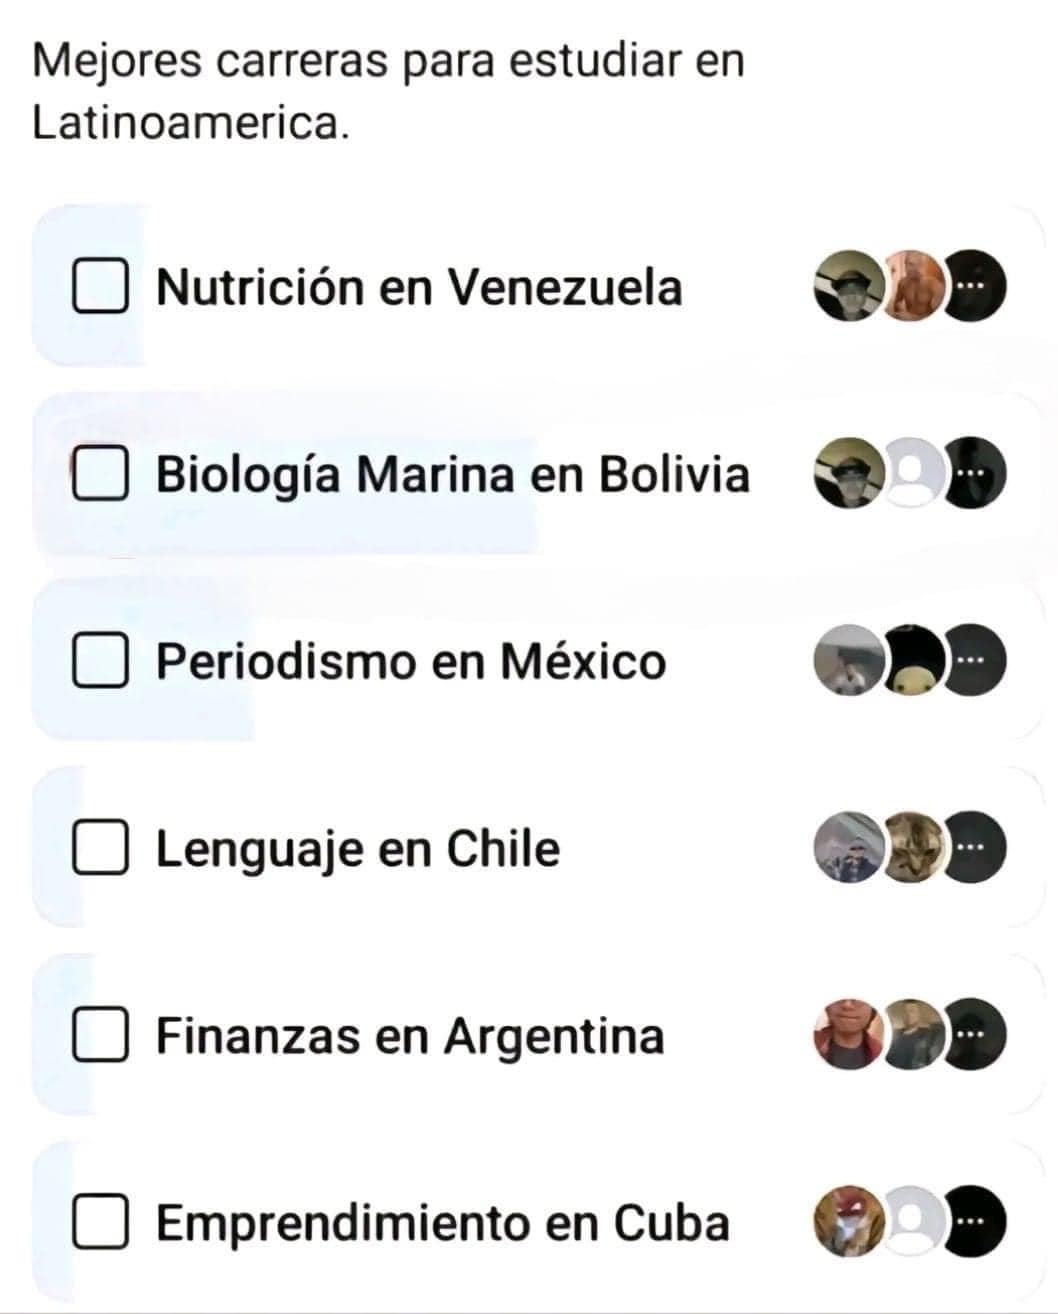 Mejores carreras para estudiar en
Latinoamerica.
Nutrición en Venezuela
Biología Marina en Bolivia
Periodismo en México
Lenguaje en Chile
Finanzas en Argentina
Emprendimiento en Cuba